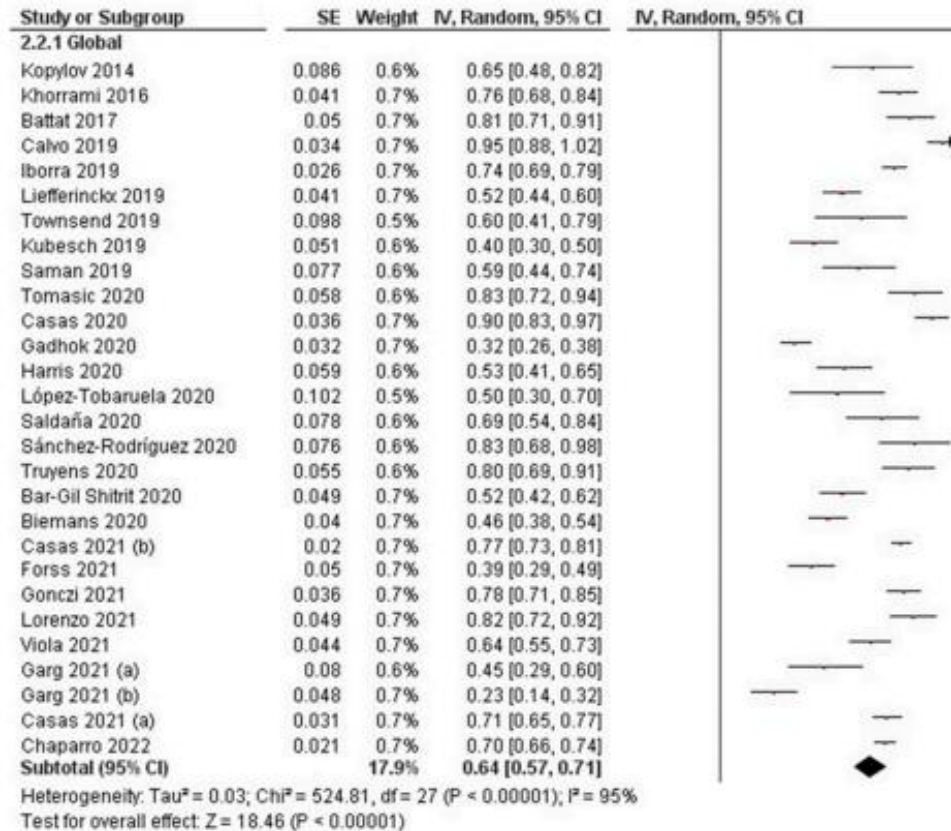 Study or Subgroup SE Weight IV, Random, 95% CI IV, Random, 95% CI
2.2.1 Global
Kopylov 2014 0.086 0.6% 0.65 [0.48, 0.82]
Khorrami 2016 0.041 0.7% 0.76 [0.68, 0.84]
Battat 2017 0.05 0.7% 0.81 [0.71, 0.91]
Calvo 2019 0.034 0.7% 0.95 [0.88, 1.02]
Iborra 2019 0.026 0.7% 0.74 [0.69, 0.79]
Liefferinckx 2019 0.041 0.7% 0.52 [0.44, 0.60]
Townsend 2019 0.098 0.5% 0.60 [0.41, 0.79]
Kubesch 2019 0.051 0.6% 0.40 [0.30, 0.50]
Saman 2019 0.077 0.6% 0.59 [0.44, 0.74]
Tomasic 2020 0.058 0.6% 0.83 [0.72, 0.94]
Casas 2020 0.036 0.7% 0.90 [0.83, 0.97]
Gadhok 2020 0.032 0.7% 0.32 [0.26, 0.38]
Harris 2020 0.059 0.6% 0.53 [0.41, 0.65]
López-Tobaruela 2020 0.102 0.5% 0.50 [0.30, 0.70]
Saldaña 2020 0.078 0.6% 0.69 [0.54, 0.84]
Sánchez-Rodríguez 2020 0.076 0.6% 0.83 [0.68, 0.98]
Truyens 2020 0.055 0.6% 0.80 [0.69, 0.91]
Bar-Gil Shitrit 2020 0.049 0.7% 0.52 [0.42, 0.62]
Biemans 2020 0.04 0.7% 0.46 [0.38, 0.54]
Casas 2021 (b) 0.02 0.7% 0.77 [0.73, 0.81]
Forss 2021 0.05 0.7% 0.39 [0.29, 0.49]
Gonczi 2021 0.036 0.7% 0.78 [0.71, 0.85]
Lorenzo 2021 0.049 0.7% 0.82 [0.72, 0.92]
Viola 2021 0.044 0.7% 0.64 [0.55, 0.73]
Garg 2021 (a) 0.08 0.6% 0.45 [0.29, 0.60]
Garg 2021 (b) 0.048 0.7% 0.23 [0.14, 0.32]
Casas 2021 (a) 0.031 0.7% 0.71 [0.65, 0.77]
Chaparro 2022 0.021 0.7% 0.70 [0.66, 0.74]
Subtotal (95% CI) 17.9% 0.64 [0.57, 0.71]
Heterogeneity: Tau² = 0.03; Chi² = 524.81, df = 27 (P < 0.00001); I² = 95%
Test for overall effect: Z = 18.46 (P < 0.00001)